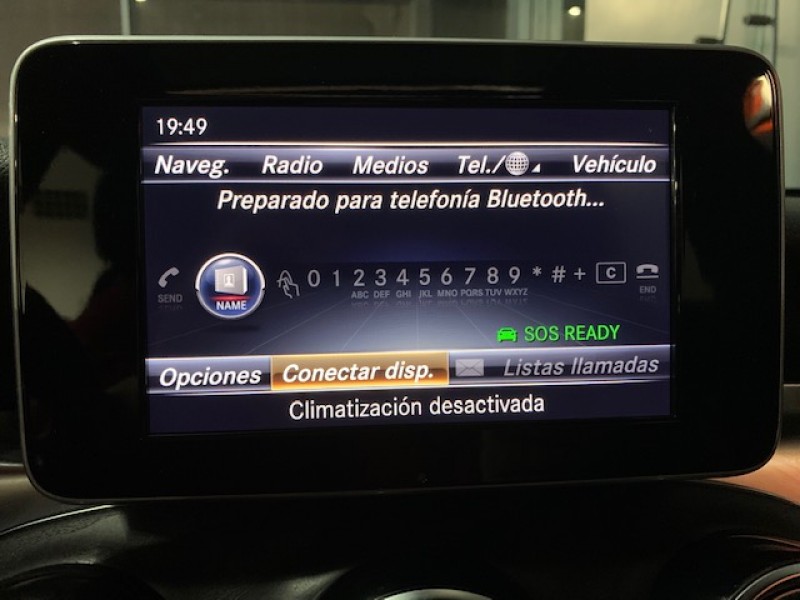 19:49
Naveg. Radio Medios Tel./ Vehículo
Preparado para telefonía Bluetooth...
0 1 2 3 4 5 6 7 8 9 * # + C
ABC DEF GHI JKL MNO PQRS TUV WXYZ
SEND NAME END
SOS READY
Opciones Conectar disp. Listas llamadas
Climatización desactivada